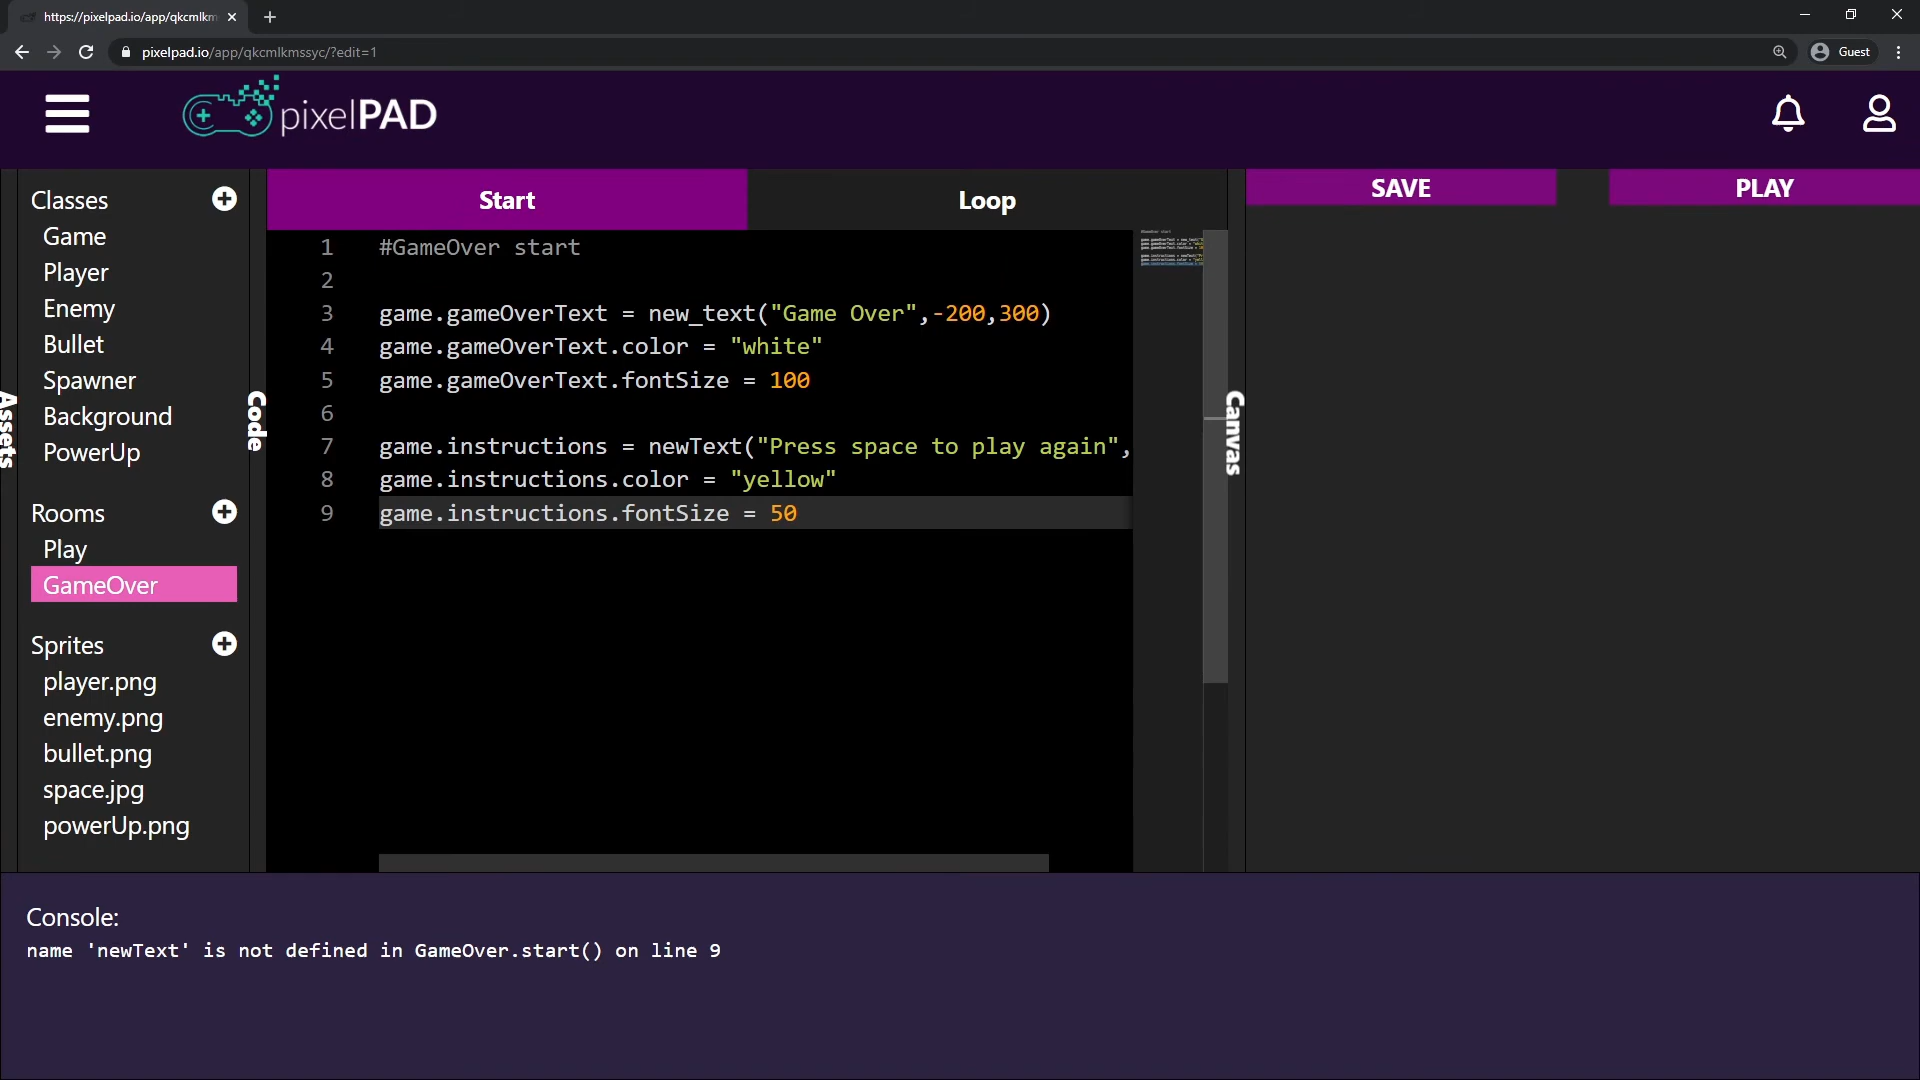 https://pixelpad.io/app/qkcmlkm
pixelpad.io/app/qkcmlkmssyc/?edit=1
Guest
pixelPAD
Assets
Classes
Game
Player
Enemy
Bullet
Spawner
Background
PowerUp
Rooms
Play
GameOver
Sprites
player.png
enemy.png
bullet.png
space.jpg
powerUp.png
Code
Start
Loop
1 #GameOver start
2
3 game.gameOverText = new_text("Game Over",-200,300)
4 game.gameOverText.color = "white"
5 game.gameOverText.fontSize = 100
6
7 game.instructions = newText("Press space to play again",
8 game.instructions.color = "yellow"
9 game.instructions.fontSize = 50
Canvas
SAVE
PLAY
Console:
name 'newText' is not defined in GameOver.start() on line 9